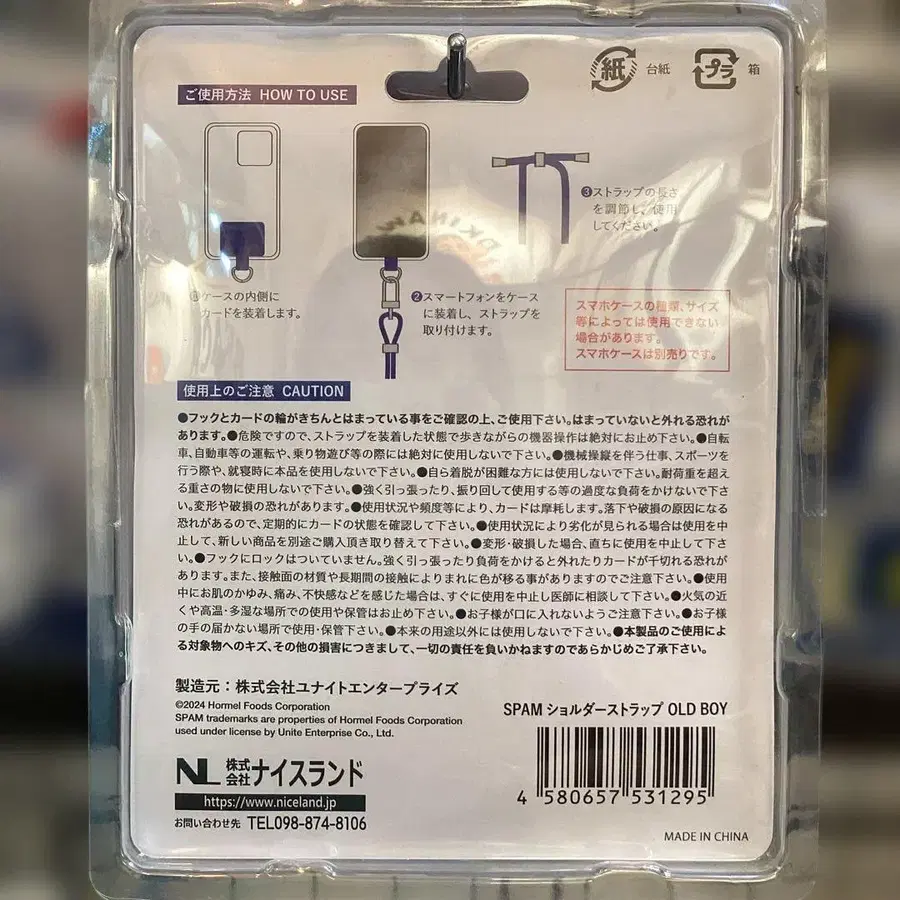 紙 台紙 プラ 箱
ご使用方法 HOW TO USE
③ストラップの長さ
を調節し、使用
してください。
①ケースの内側に
カードを装着します。
②スマートフォンをケース
に装着し、ストラップを
取り付けます。
スマホケースの種類、サイズ
等によっては使用できない
場合があります。
スマホケースは別売りです。
使用上のご注意 CAUTION
●フックとカードの輪がきちんとはまっている事をご確認の上、ご使用下さい。はまっていないと外れる恐れが
あります。●危険ですので、ストラップを装着した状態で歩きながらの機器操作は絶対にお止め下さい。●自転
車、自動車等の運転や、乗り物遊び等の際には絶対に使用しないで下さい。●機械操縦を伴う仕事、スポーツを
行う際や、就寝時に本品を使用しないで下さい。●自ら着脱が困難な方には使用しないで下さい。耐荷重を超え
る重さの物に使用しないで下さい。●強く引っ張ったり、振り回して使用する等の過度な負荷をかけないで下さ
い。変形や破損の恐れがあります。●使用状況や頻度等により、カードは摩耗します。落下や破損の原因になる
恐れがあるので、定期的にカードの状態を確認して下さい。●使用状況により劣化が見られる場合は使用を中
止して、新しい商品を別途ご購入頂き取り替えて下さい。●変形・破損した場合、直ちに使用を中止して下さ
い。●フックにロックはついていません。強く引っ張ったり負荷をかけると外れたりカードが千切れる恐れが
あります。また、接触面の材質や長期間の接触によりまれに色が移る事がありますのでご注意下さい。●使用
中にお肌のかゆみ、痛み、不快感などを感じた場合は、すぐに使用を中止し医師に相談して下さい。●火気の近
くや高温・多湿な場所での使用や保管はお止め下さい。●お子様が口に入れないようご注意下さい。●お子様
の手の届かない場所で使用・保管下さい。●本来の用途以外には使用しないで下さい。●本製品のご使用によ
る対象物へのキズ、その他の損害につきまして、一切の責任を負いかねますのであらかじめご了承下さい。
製造元：株式会社ユナイトエンタープライズ
©2024 Hormel Foods Corporation
SPAM trademarks are properties of Hormel Foods Corporation
used under license by Unite Enterprise Co., Ltd.
SPAM ショルダーストラップ OLD BOY
NL 株式会社ナイスランド
https://www.niceland.jp
お問い合わせ先 TEL098-874-8106
4 580657 531295
MADE IN CHINA